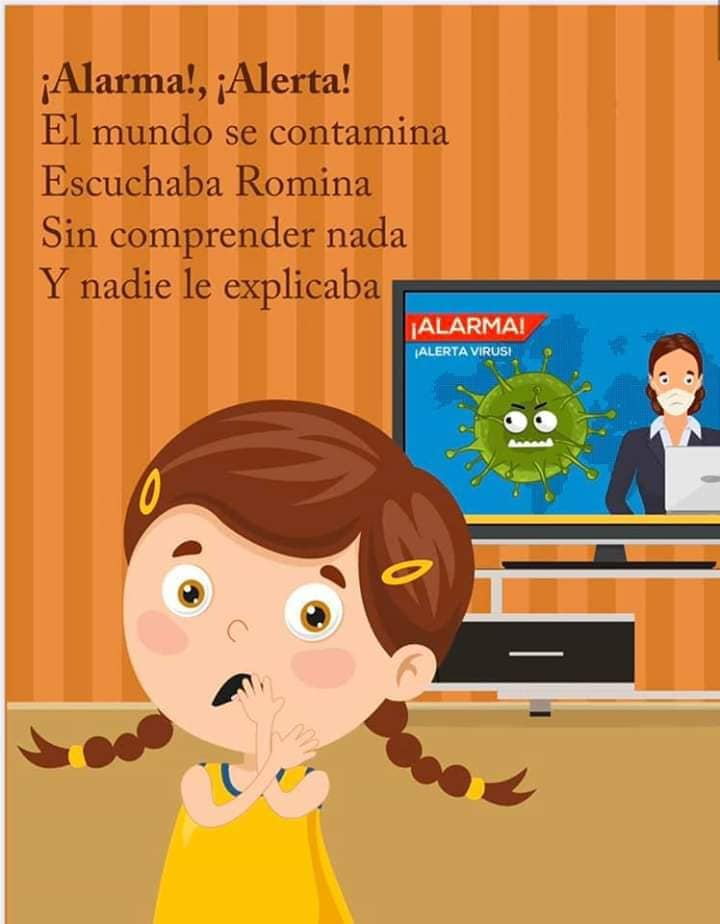 ¡Alarma!, ¡Alerta!
El mundo se contamina
Escuchaba Romina
Sin comprender nada
Y nadie le explicaba
¡ALARMA!
¡ALERTA VIRUS!